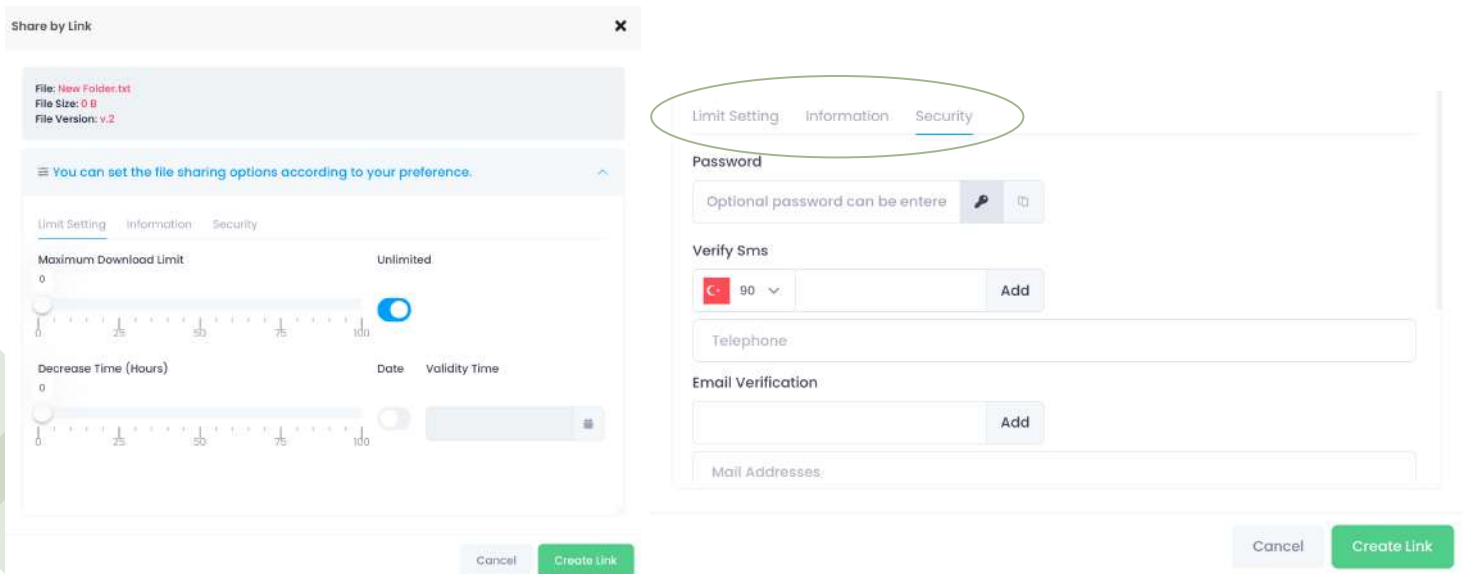 Share by Link
File: New Folder.txt
File Size: 0 B
File Version: v.2
You can set the file sharing options according to your preference.
Limit Setting Information Security
Maximum Download Limit Unlimited
0
0 25 50 75 100
Decrease Time (Hours) Date Validity Time
0
0 25 50 75 100
Cancel Create Link
Limit Setting Information Security
Password
Optional password can be entere
Verify Sms
90 Add
Telephone
Email Verification
Add
Mail Addresses
Cancel Create Link